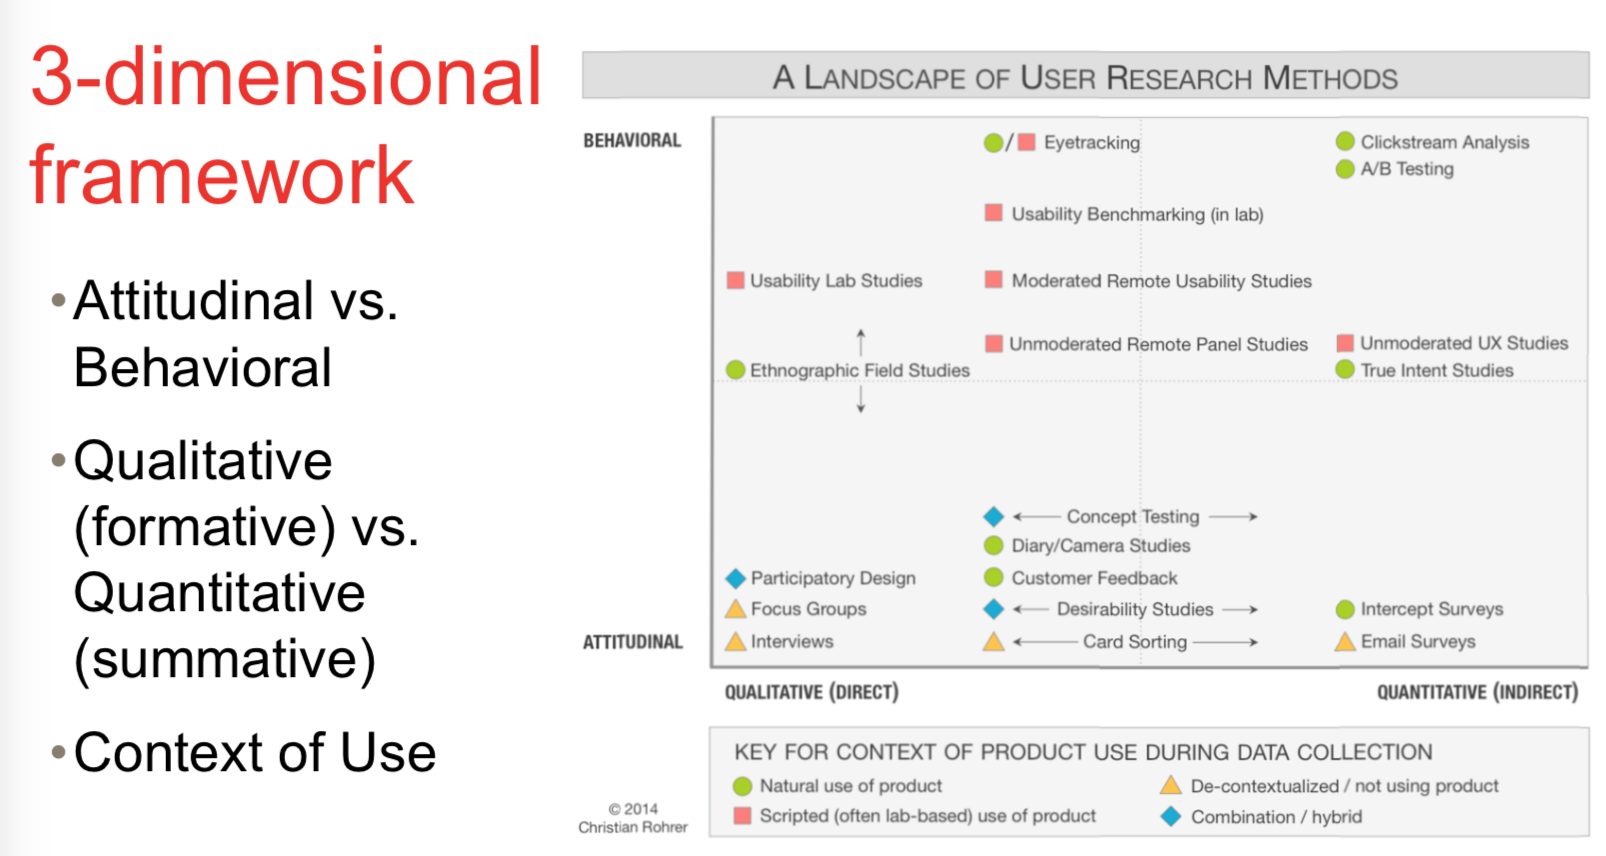 3-dimensional
framework
•Attitudinal vs.
Behavioral
•Qualitative
(formative) vs.
Quantitative
(summative)
•Context of Use
A LANDSCAPE OF USER RESEARCH METHODS
BEHAVIORAL
/ Eyetracking
Clickstream Analysis
A/B Testing
Usability Benchmarking (in lab)
Usability Lab Studies
Moderated Remote Usability Studies
Unmoderated Remote Panel Studies
Unmoderated UX Studies
Ethnographic Field Studies
True Intent Studies
Concept Testing
Diary/Camera Studies
Participatory Design
Customer Feedback
Focus Groups
Desirability Studies
Intercept Surveys
ATTITUDINAL
Interviews
Card Sorting
Email Surveys
QUALITATIVE (DIRECT)
QUANTITATIVE (INDIRECT)
KEY FOR CONTEXT OF PRODUCT USE DURING DATA COLLECTION
Natural use of product
De-contextualized / not using product
Scripted (often lab-based) use of product
Combination / hybrid
© 2014
Christian Rohrer